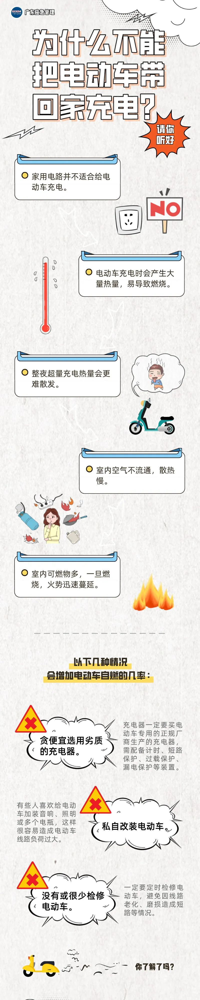 GDEM
广东应急管理
为什么不能
把电动车带
回家充电?
请你
听好
家用电路并不适合给电
动车充电。
NO
电动车充电时会产生大
量热量，易导致燃烧。
整夜超量充电热量会更
难散发。
室内空气不流通，散热
慢。
室内可燃物多，一旦燃
烧，火势迅速蔓延。
以下几种情况
会增加电动车自燃的几率：
贪便宜选用劣质
的充电器。
充电器一定要买电
动车专用的正规厂
商生产的充电器，
需配备计时、短路
保护、过载保护、
漏电保护等装置。
有些人喜欢给电动
车加装音响、照明
或多个电瓶，这样
很容易造成电动车
线路负荷过大。
私自改装电动车。
没有或很少检修
电动车。
一定要定时检修电
动车，避免因线路
老化、磨损造成短
路等情况。
你了解了吗?